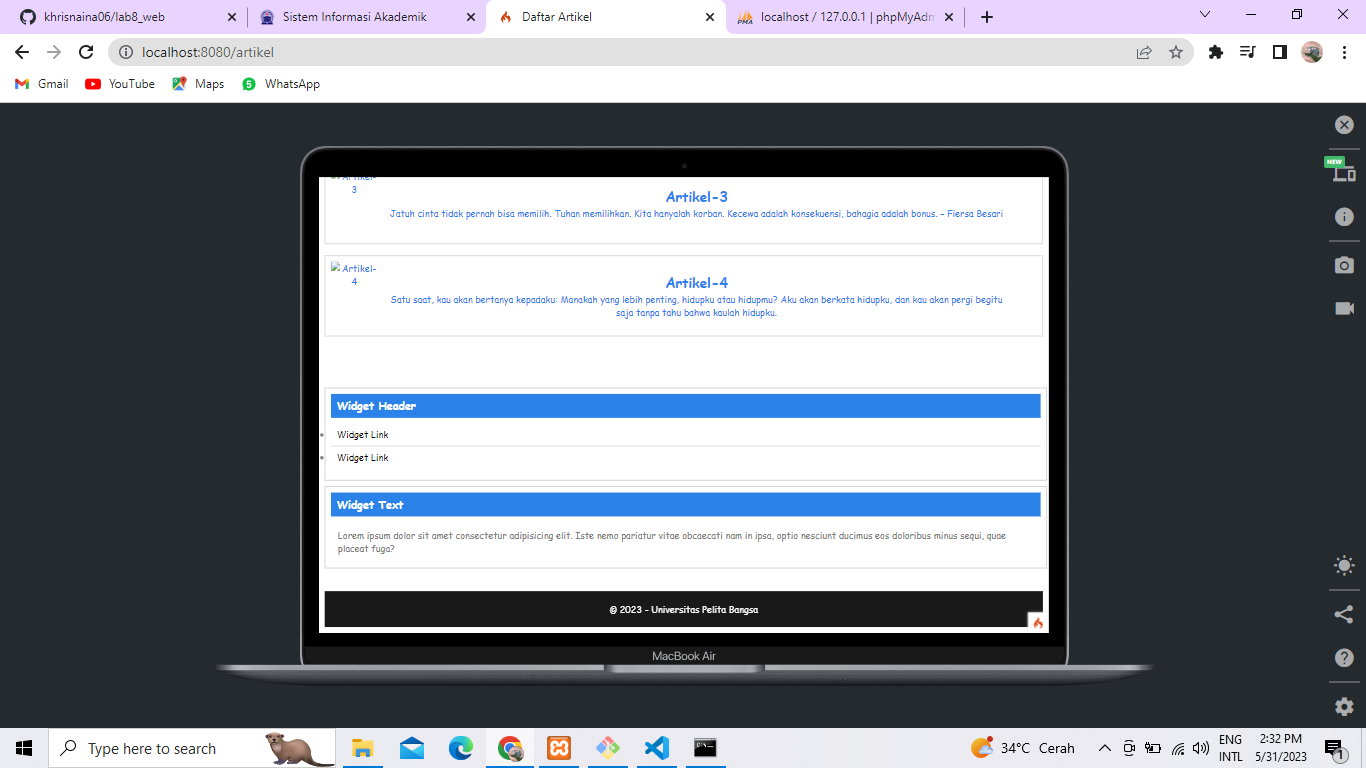 khrisnaina06/lab8_web
Sistem Informasi Akademik
Daftar Artikel
localhost / 127.0.0.1 | phpMyAdm
localhost:8080/artikel
Gmail
YouTube
Maps
WhatsApp
NEW
Artikel-
3
Artikel-3
Jatuh cinta tidak pernah bisa memilih. Tuhan memilihkan. Kita hanyalah korban. Kecewa adalah konsekuensi, bahagia adalah bonus. - Fiersa Besari
Artikel-
4
Artikel-4
Satu saat, kau akan bertanya kepadaku: Manakah yang lebih penting, hidupku atau hidupmu? Aku akan berkata hidupku, dan kau akan pergi begitu
saja tanpa tahu bahwa kaulah hidupku.
Widget Header
Widget Link
Widget Link
Widget Text
Lorem ipsum dolor sit amet consectetur adipisicing elit. Iste nemo pariatur vitae obcaecati nam in ipsa, optio nesciunt ducimus eos doloribus minus sequi, quae
placeat fuga?
© 2023 - Universitas Pelita Bangsa
MacBook Air
Type here to search
34°C Cerah
ENG
INTL
2:32 PM
5/31/2023
1